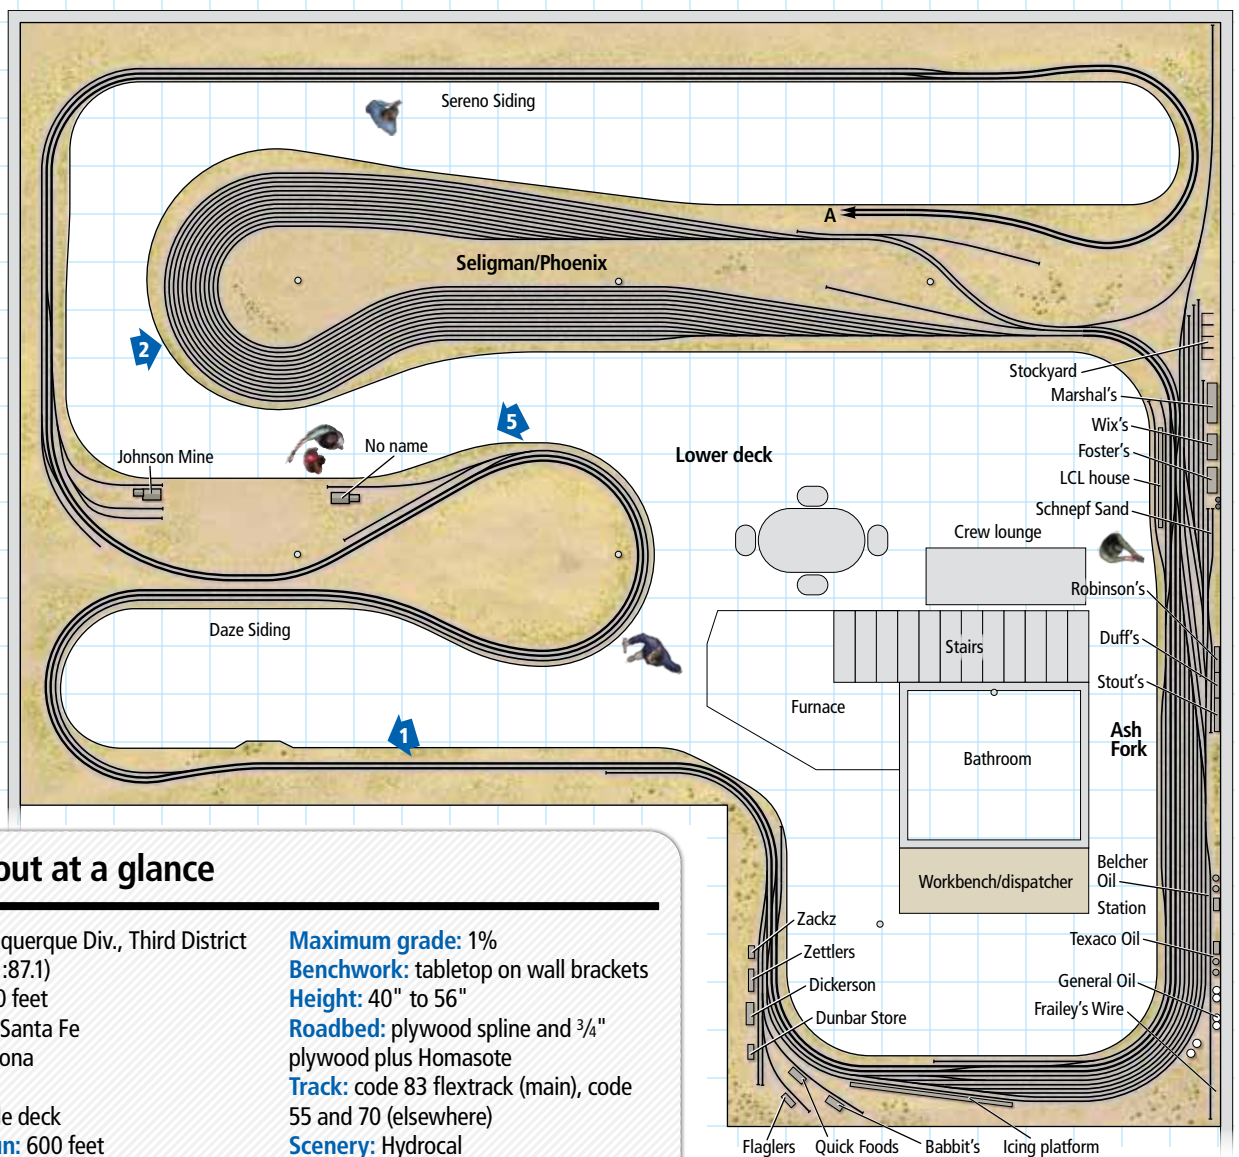 Sereno Siding
A
Seligman/Phoenix
2
Stockyard
Marshal's
Wix's
Foster's
LCL house
Schnepf Sand
5
No name
Johnson Mine
Lower deck
Crew lounge
Robinson's
Daze Siding
Stairs
Duff's
Stout's
Furnace
1
Bathroom
Ash
Fork
Workbench/dispatcher
Belcher
Oil
Station
Texaco Oil
General Oil
Frailey's Wire
Zackz
Zettlers
Dickerson
Dunbar Store
Flaglers
Quick Foods
Babbit's
Icing platform
out at a glance
querque Div., Third District
:87.1)
0 feet
Santa Fe
ona
le deck
un: 600 feet
Maximum grade: 1%
Benchwork: tabletop on wall brackets
Height: 40" to 56"
Roadbed: plywood spline and 3/4"
plywood plus Homasote
Track: code 83 flextrack (main), code
55 and 70 (elsewhere)
Scenery: Hydrocal